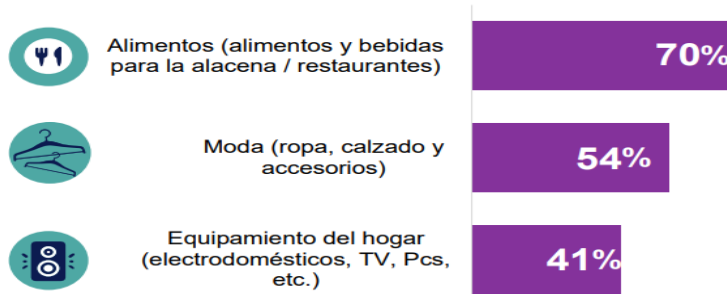 Alimentos (alimentos y bebidas
para la alacena / restaurantes)
70%
Moda (ropa, calzado y
accesorios)
54%
Equipamiento del hogar
(electrodomésticos, TV, Pcs,
etc.)
41%